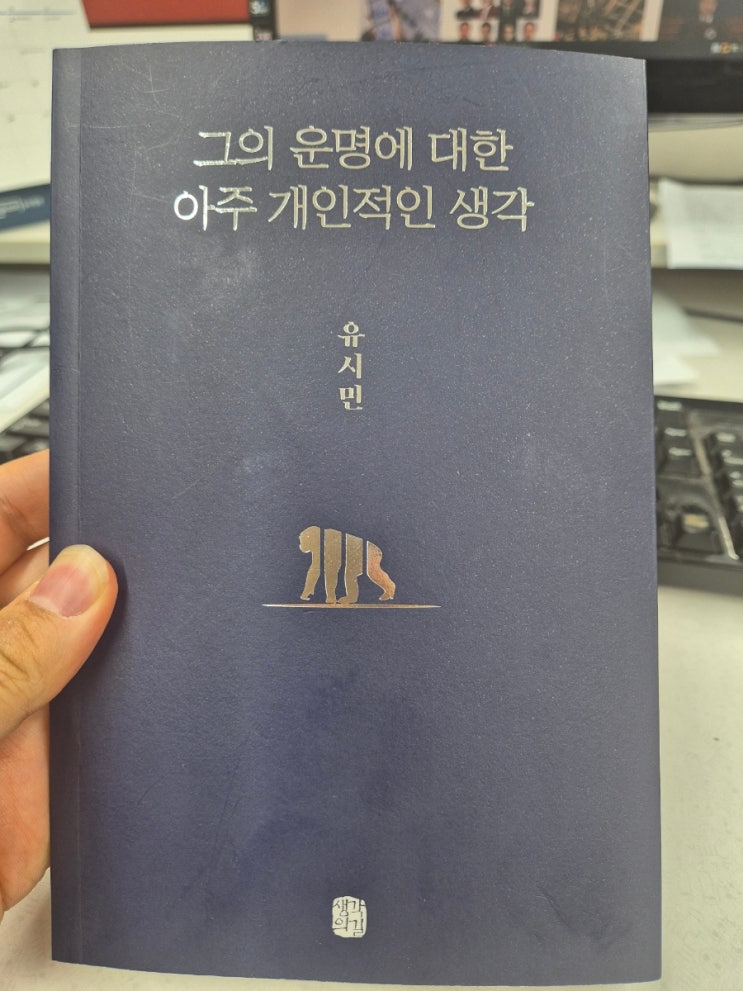 그의 운명에 대한
아주 개인적인 생각
유시민
생각
의길